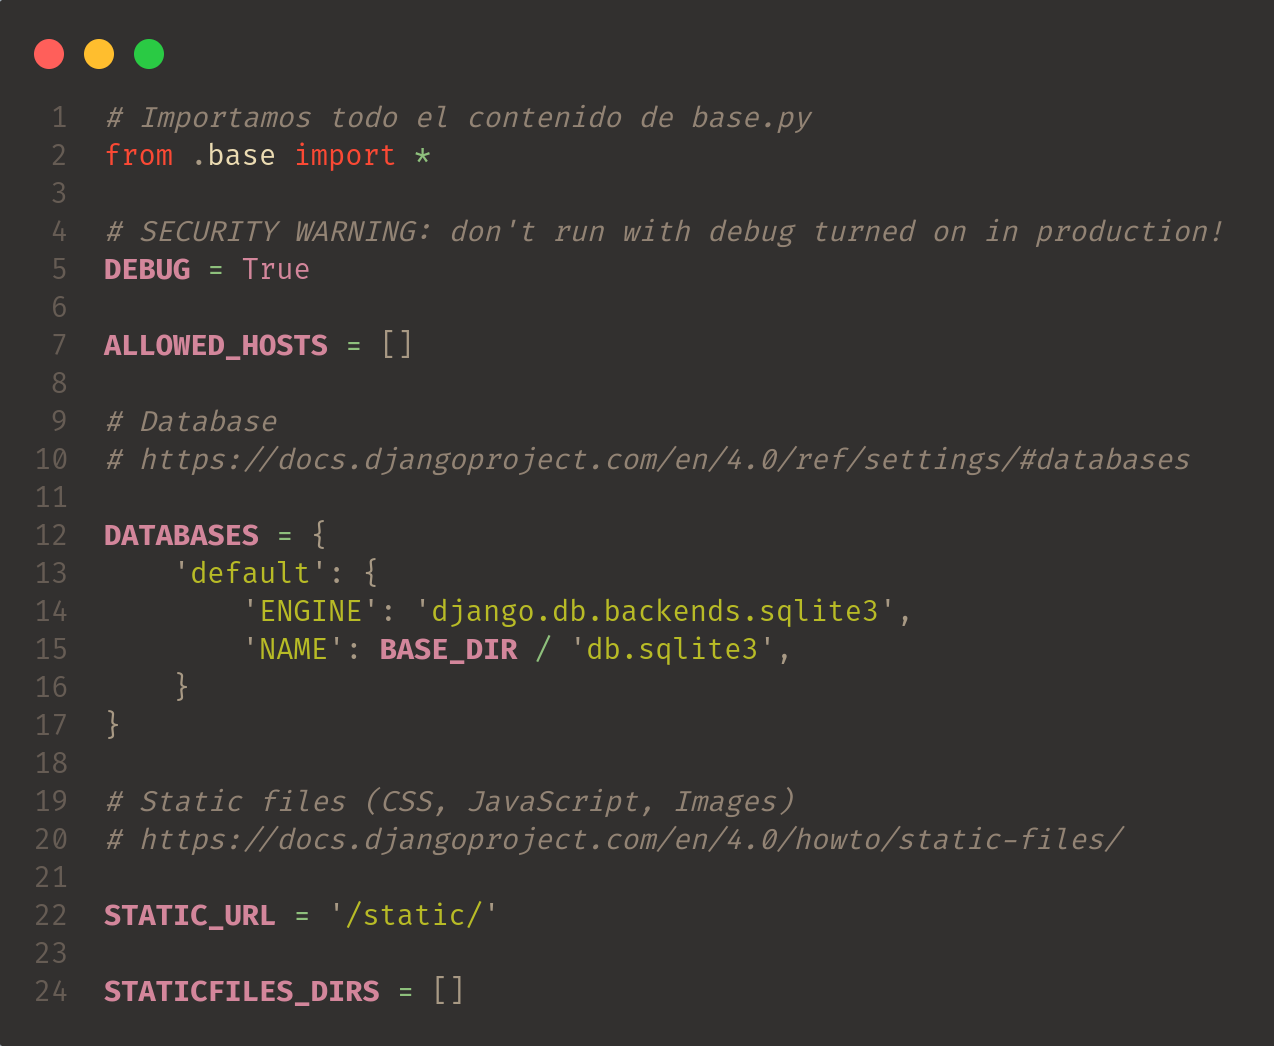 1 # Importamos todo el contenido de base.py
2 from .base import *
3
4 # SECURITY WARNING: don't run with debug turned on in production!
5 DEBUG = True
6
7 ALLOWED_HOSTS = []
8
9 # Database
10 # https://docs.djangoproject.com/en/4.0/ref/settings/#databases
11
12 DATABASES = {
13     'default': {
14         'ENGINE': 'django.db.backends.sqlite3',
15         'NAME': BASE_DIR / 'db.sqlite3',
16     }
17 }
18
19 # Static files (CSS, JavaScript, Images)
20 # https://docs.djangoproject.com/en/4.0/howto/static-files/
21
22 STATIC_URL = '/static/'
23
24 STATICFILES_DIRS = []